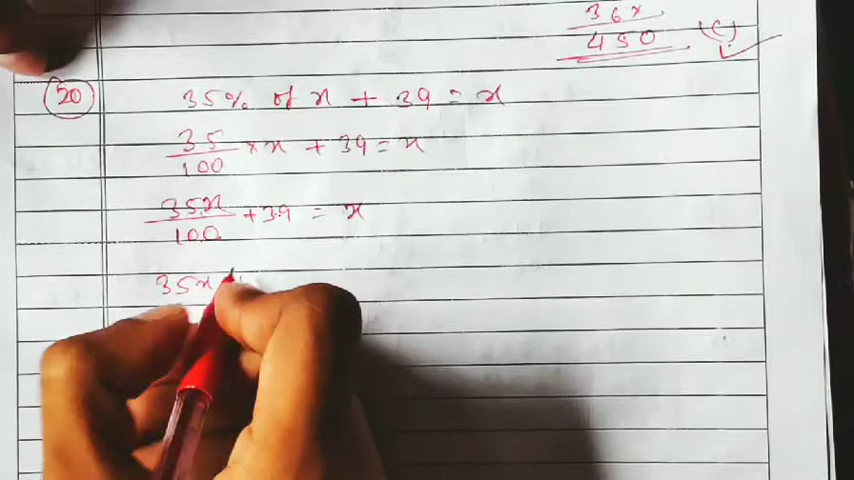 36x
450 (c)
20 35% of x + 39 = x
35/100 × x + 39 = x
35x/100 + 39 = x
35x